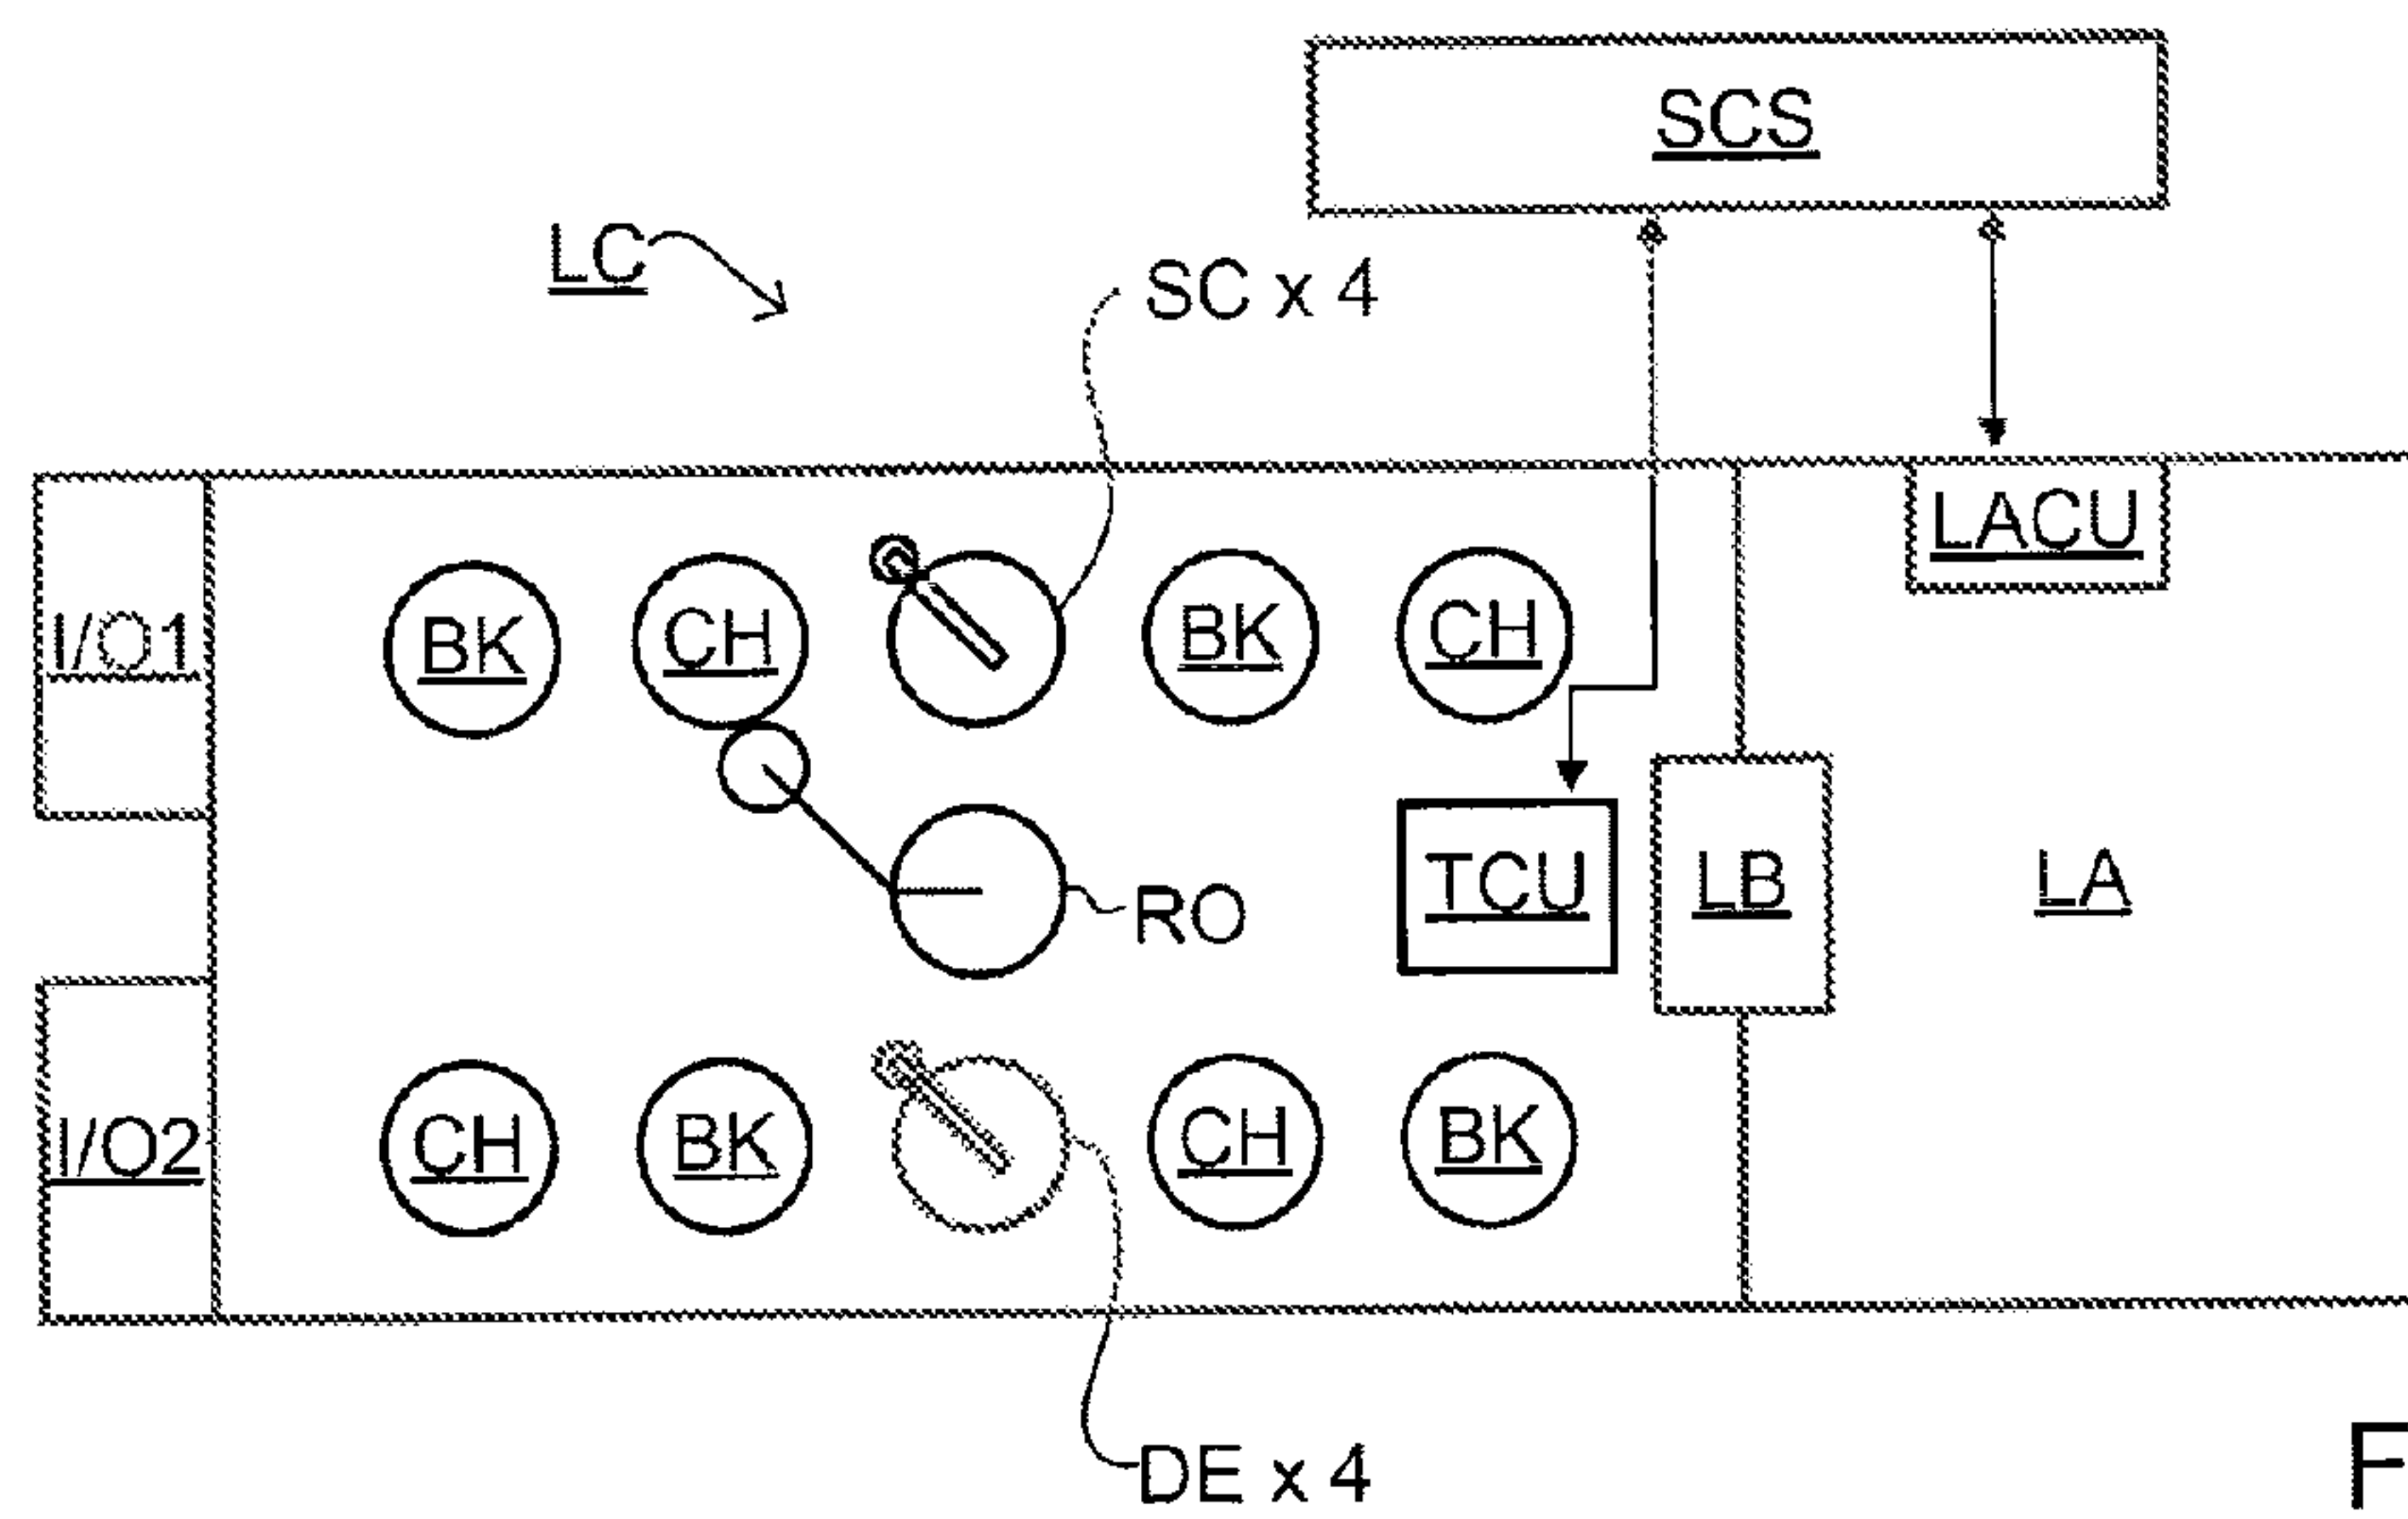 SCS
LC
SC x 4
LACU
I/O1
BK
CH
BK
CH
TCU
LB
LA
RO
I/O2
CH
BK
CH
BK
DE x 4
F